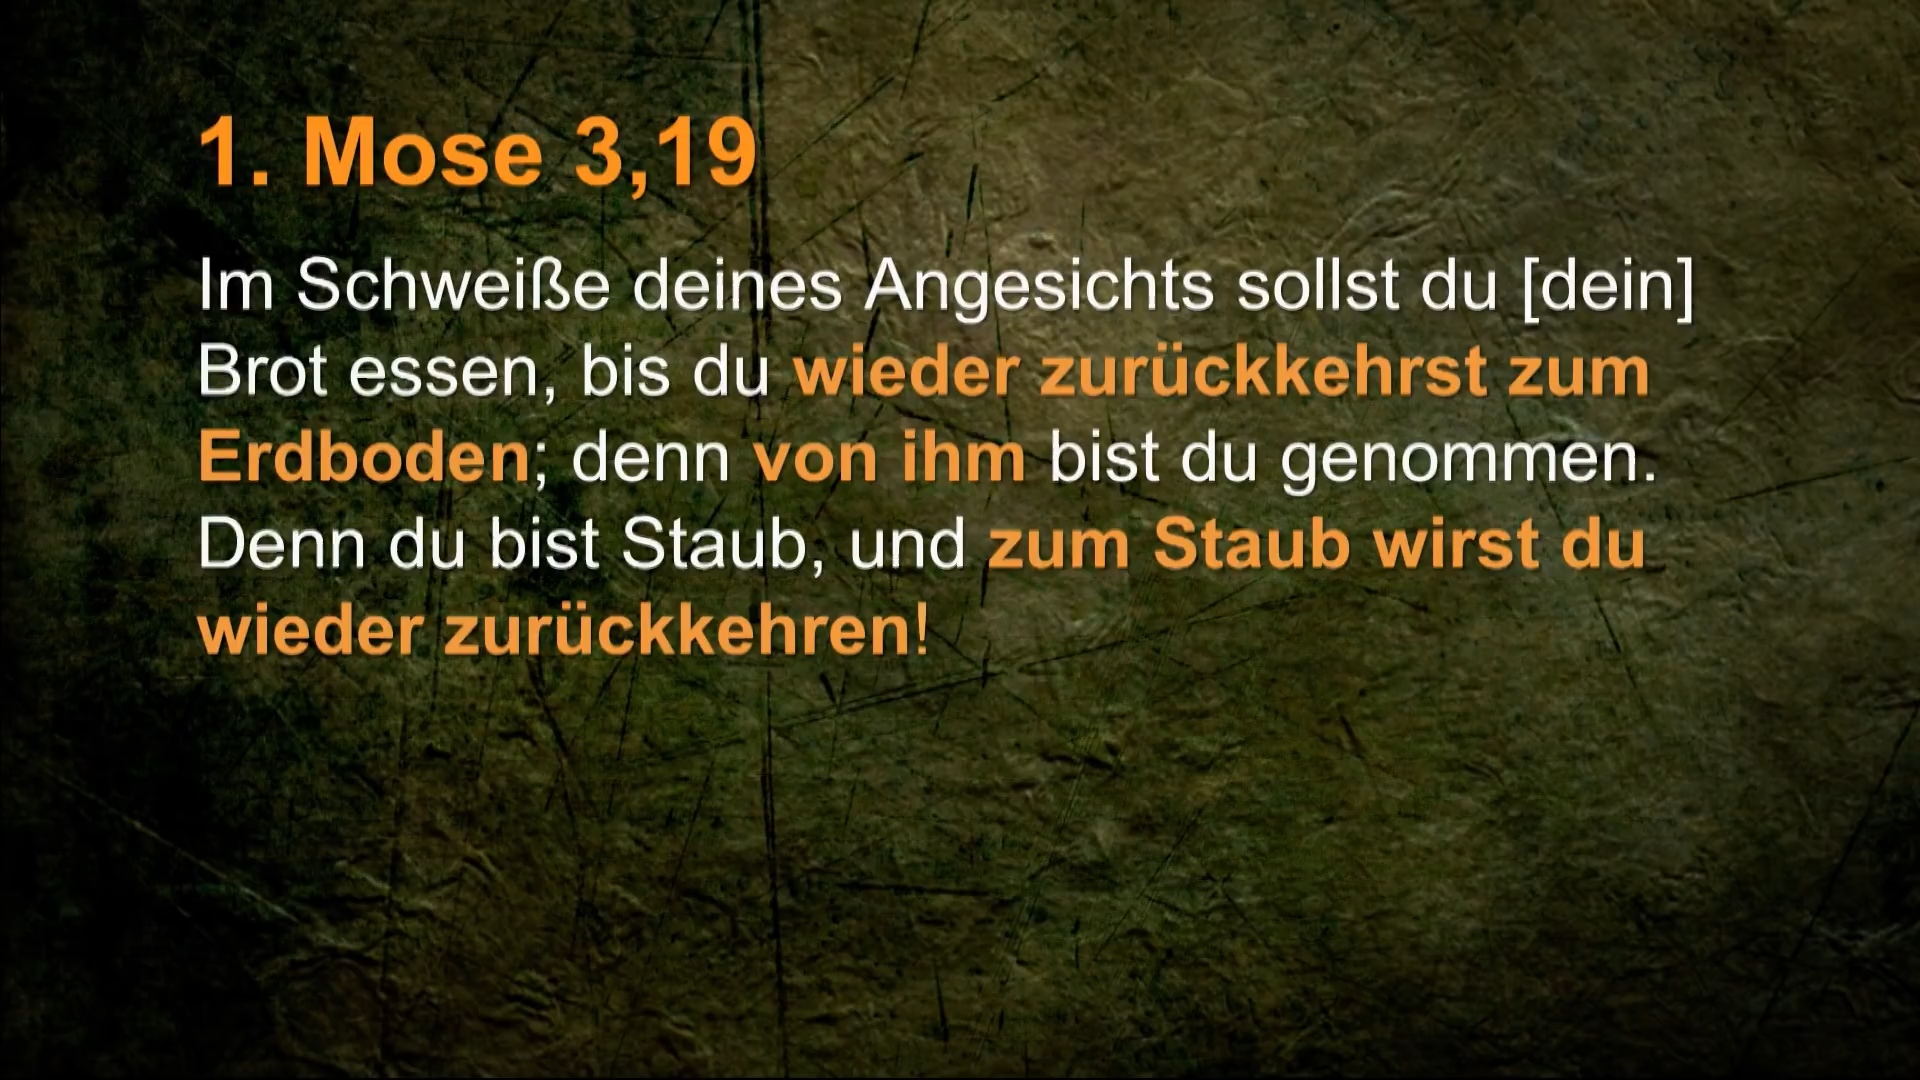 1. Mose 3,19
Im Schweiße deines Angesichts sollst du [dein]
Brot essen, bis du wieder zurückkehrst zum
Erdboden; denn von ihm bist du genommen.
Denn du bist Staub, und zum Staub wirst du
wieder zurückkehren!